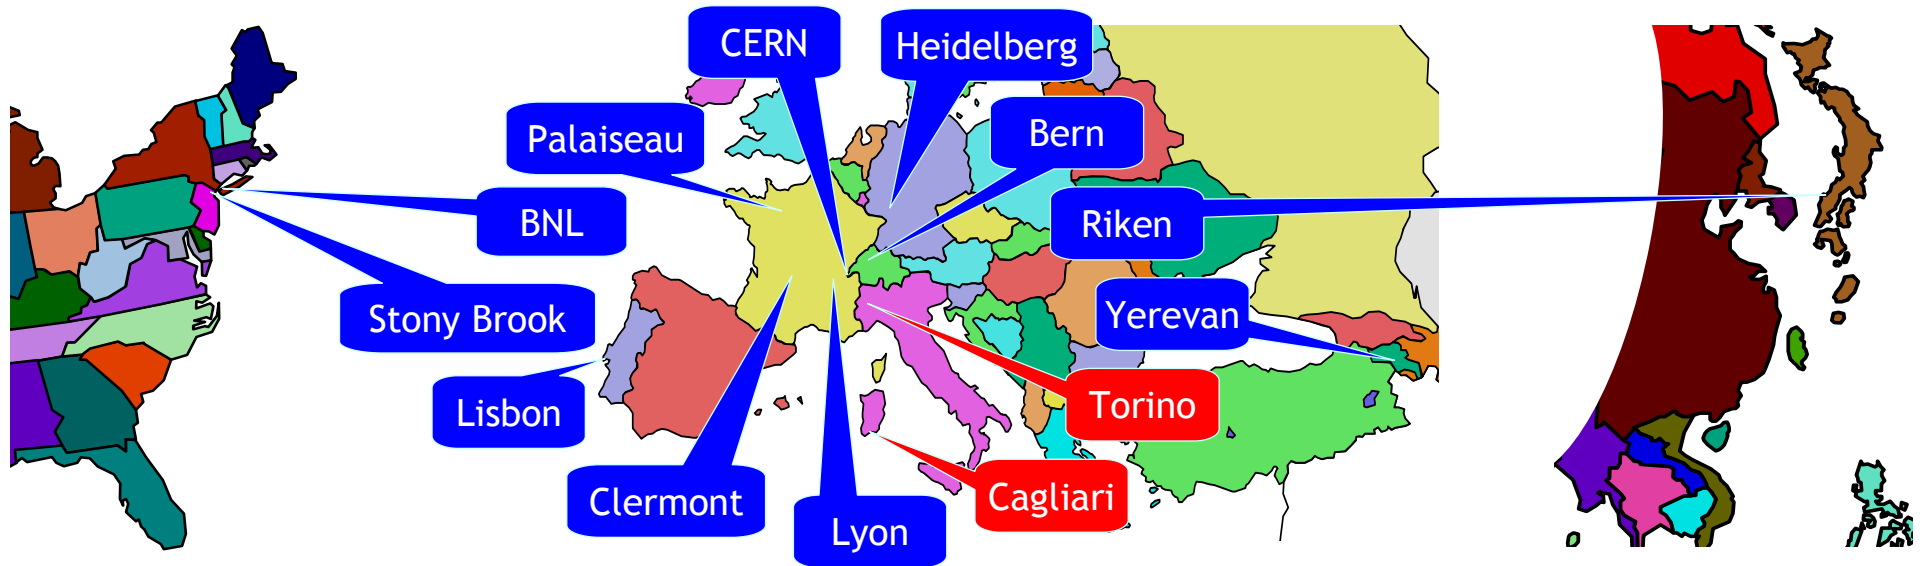 CERN
Heidelberg
Palaiseau
Bern
BNL
Riken
Stony Brook
Yerevan
Lisbon
Torino
Clermont
Lyon
Cagliari